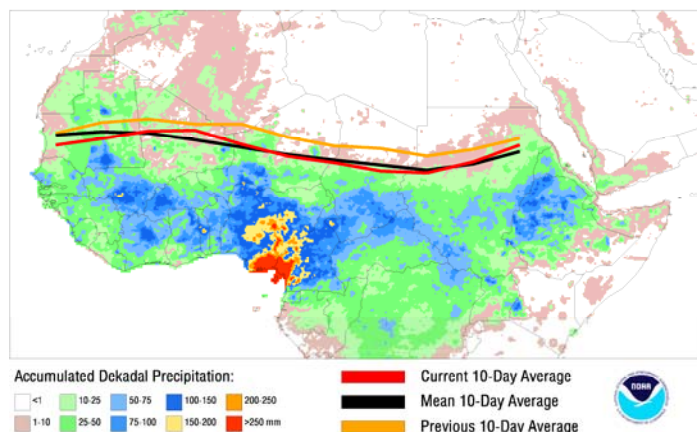 Accumulated Dekadal Precipitation:
<1
10-25
50-75
100-150
200-250
1-10
25-50
75-100
150-200
>250 mm
Current 10-Day Average
Mean 10-Day Average
Previous 10-Day Average
NOAA